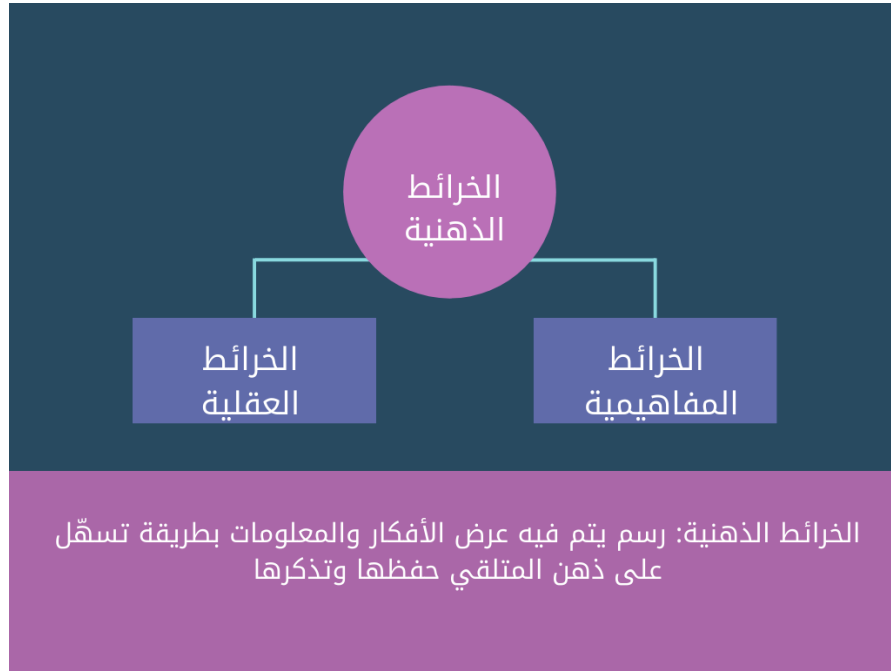 الخرائط
الذهنية
الخرائط
المفاهيمية
الخرائط
العقلية
الخرائط الذهنية: رسم يتم فيه عرض الأفكار والمعلومات بطريقة تسهّل
على ذهن المتلقي حفظها وتذكرها